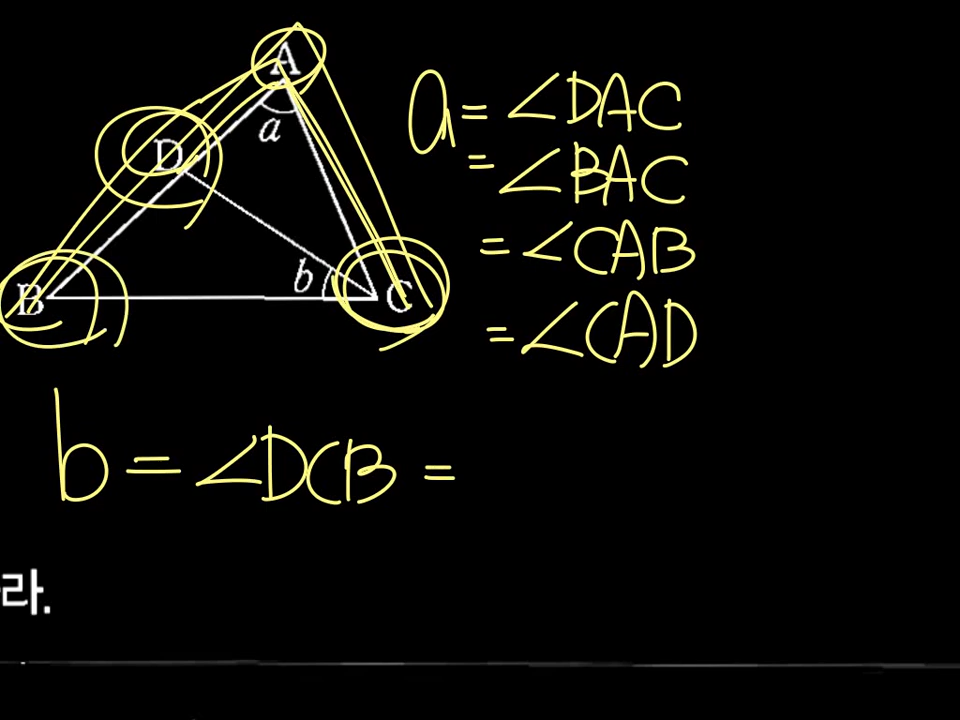 A
a = ∠DAC
D
a
= ∠BAC
= ∠CAB
b
B
C
= ∠CAD
b = ∠DCB =
라.